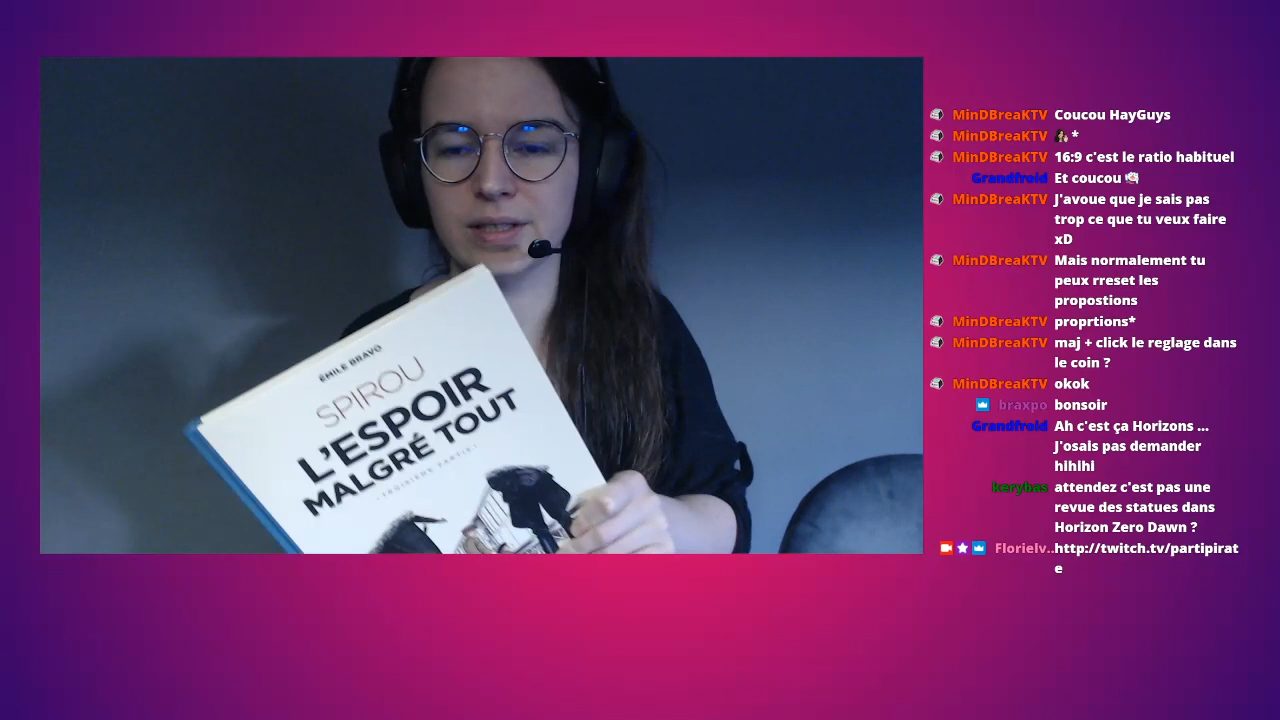 ÉMILE BRAVO
SPIROU
L'ESPOIR
MALGRÉ TOUT
- TROISIÈME PARTIE -
MinDBreaKTV Coucou HayGuys
MinDBreaKTV *
MinDBreaKTV 16:9 c'est le ratio habituel
Grandfroid Et coucou
MinDBreaKTV J'avoue que je sais pas
trop ce que tu veux faire
xD
MinDBreaKTV Mais normalement tu
peux rreset les
propostions
MinDBreaKTV proprtions*
MinDBreaKTV maj + click le reglage dans
le coin ?
MinDBreaKTV okok
braxpo bonsoir
Grandfroid Ah c'est ça Horizons ...
J'osais pas demander
hihihi
kerybas attendez c'est pas une
revue des statues dans
Horizon Zero Dawn ?
Florielv.. http://twitch.tv/partipirat
e